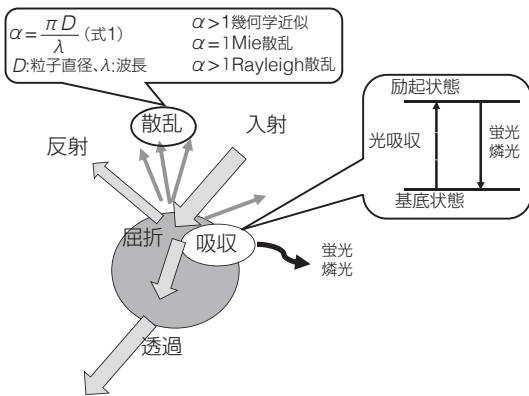 α=πD/λ (式1)
D:粒子直径、λ:波長
α>1幾何学近似
α=1Mie散乱
α>1Rayleigh散乱
散乱
入射
反射
屈折
吸収
蛍光
燐光
透過
励起状態
光吸収
蛍光
燐光
基底状態